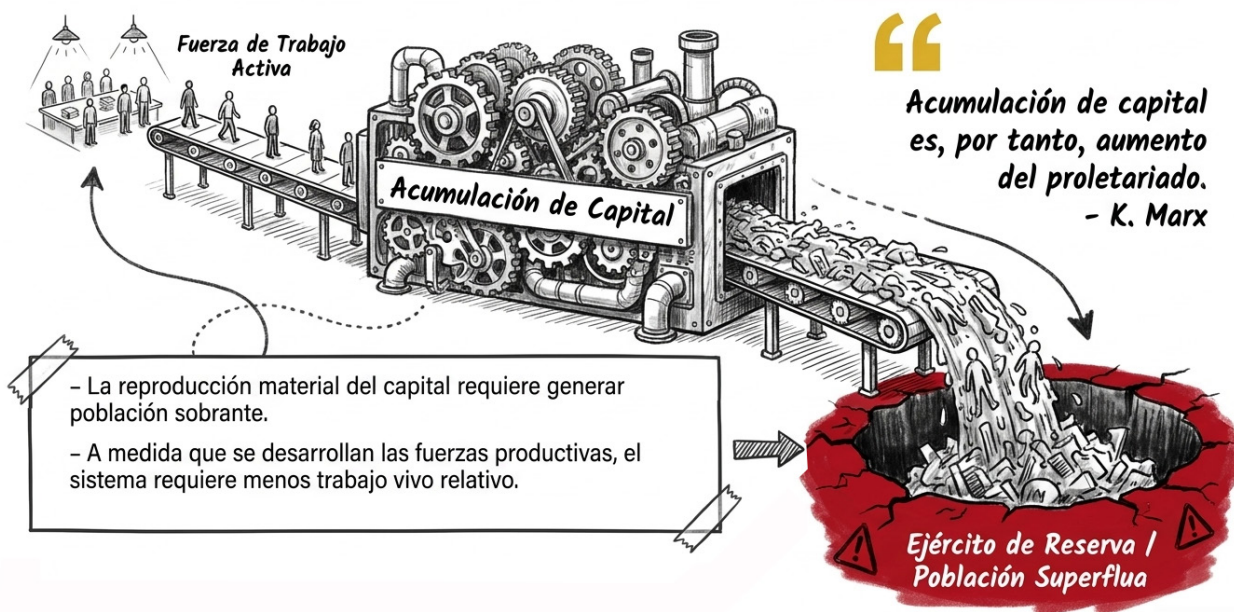 Fuerza de Trabajo
Activa
Acumulación de Capital
Acumulación de capital
es, por tanto, aumento
del proletariado.
– K. Marx
– La reproducción material del capital requiere generar
población sobrante.
– A medida que se desarrollan las fuerzas productivas, el
sistema requiere menos trabajo vivo relativo.
Ejército de Reserva /
Población Superflua